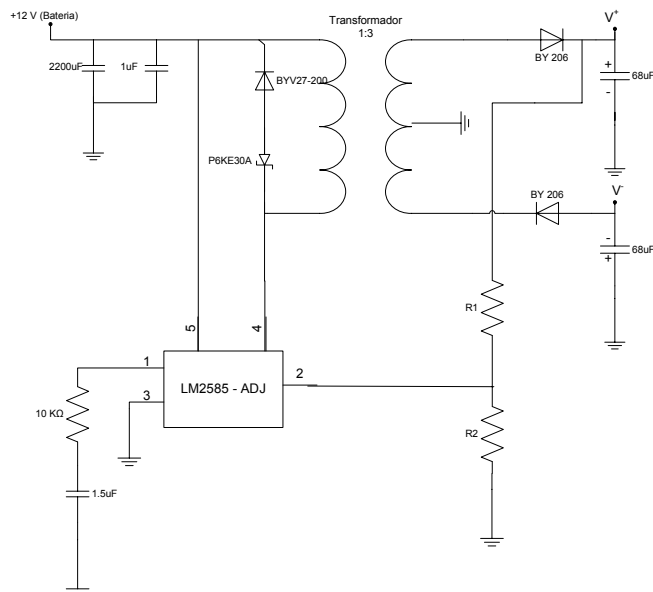 +12 V (Bateria)
Transformador
1:3
V+
BY 206
2200uF
1uF
BYV27-200
+
-
68uF
P6KE30A
BY 206
V-
-
+
68uF
R1
5
4
1
2
LM2585 - ADJ
3
10 KΩ
R2
1.5uF